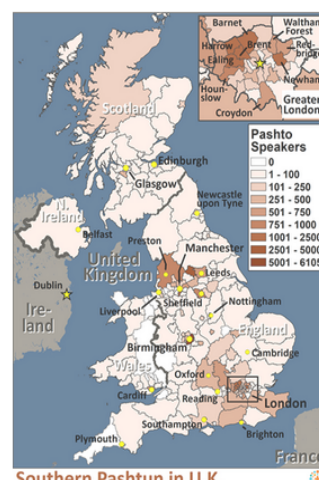 Barnet
Waltham
Forest
Harrow
Brent
Red-
bridge
Ealing
Newham
Houn-
slow
Greater
London
Croydon
Pashto
Speakers
0
1 - 100
101 - 250
251 - 500
501 - 750
751 - 1000
1001 - 2500
2501 - 5000
5001 - 6105
Scotland
Edinburgh
Glasgow
Newcastle
upon Tyne
N.
Ireland
Belfast
Preston
Manchester
United
Kingdom
Leeds
Dublin
Ire-
land
Liverpool
Sheffield
Nottingham
England
Birmingham
Wales
Cambridge
Oxford
Cardiff
Reading
London
Southampton
Brighton
Plymouth
France
Southern Pashtun in U.K.